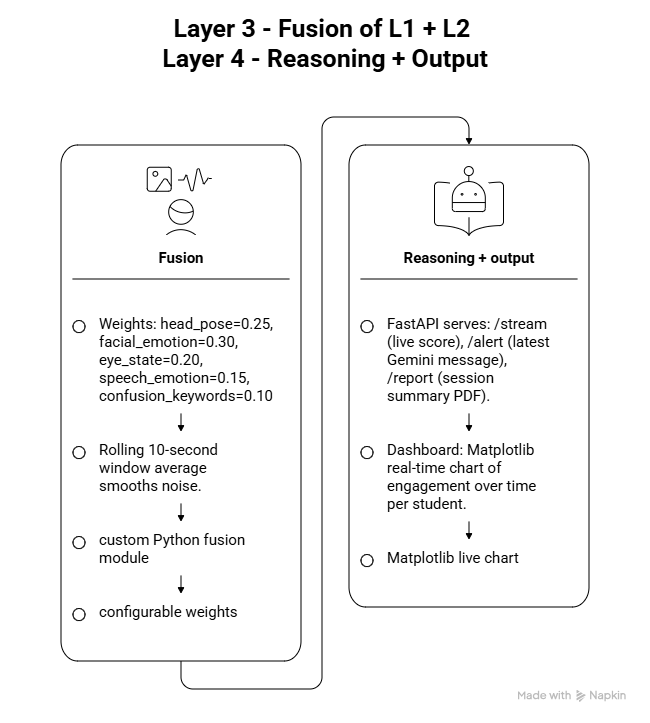 Layer 3 - Fusion of L1 + L2
Layer 4 - Reasoning + Output
Fusion
Weights: head_pose=0.25,
facial_emotion=0.30,
eye_state=0.20,
speech_emotion=0.15,
confusion_keywords=0.10
Rolling 10-second
window average
smooths noise.
custom Python fusion
module
configurable weights
Reasoning + output
FastAPI serves: /stream
(live score), /alert (latest
Gemini message),
/report (session
summary PDF).
Dashboard: Matplotlib
real-time chart of
engagement over time
per student.
Matplotlib live chart
Made with Napkin